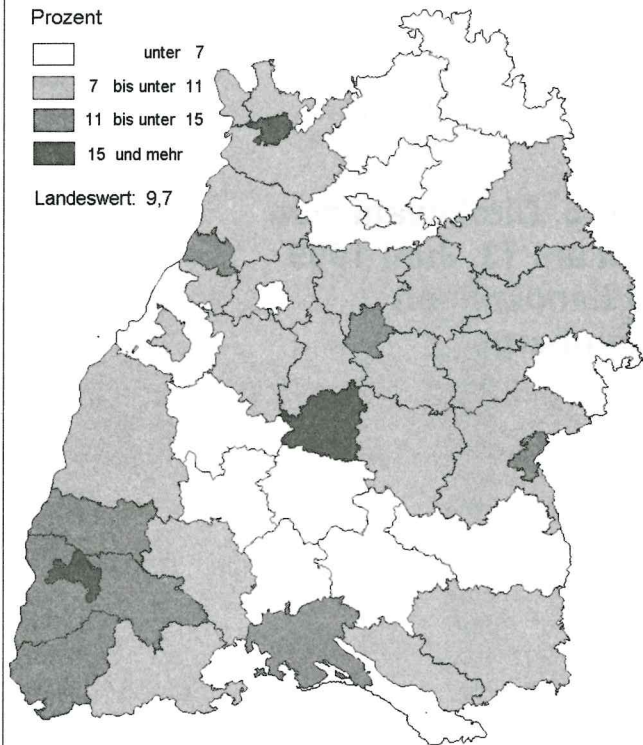 Prozent
unter 7
7 bis unter 11
11 bis unter 15
15 und mehr
Landeswert: 9,7